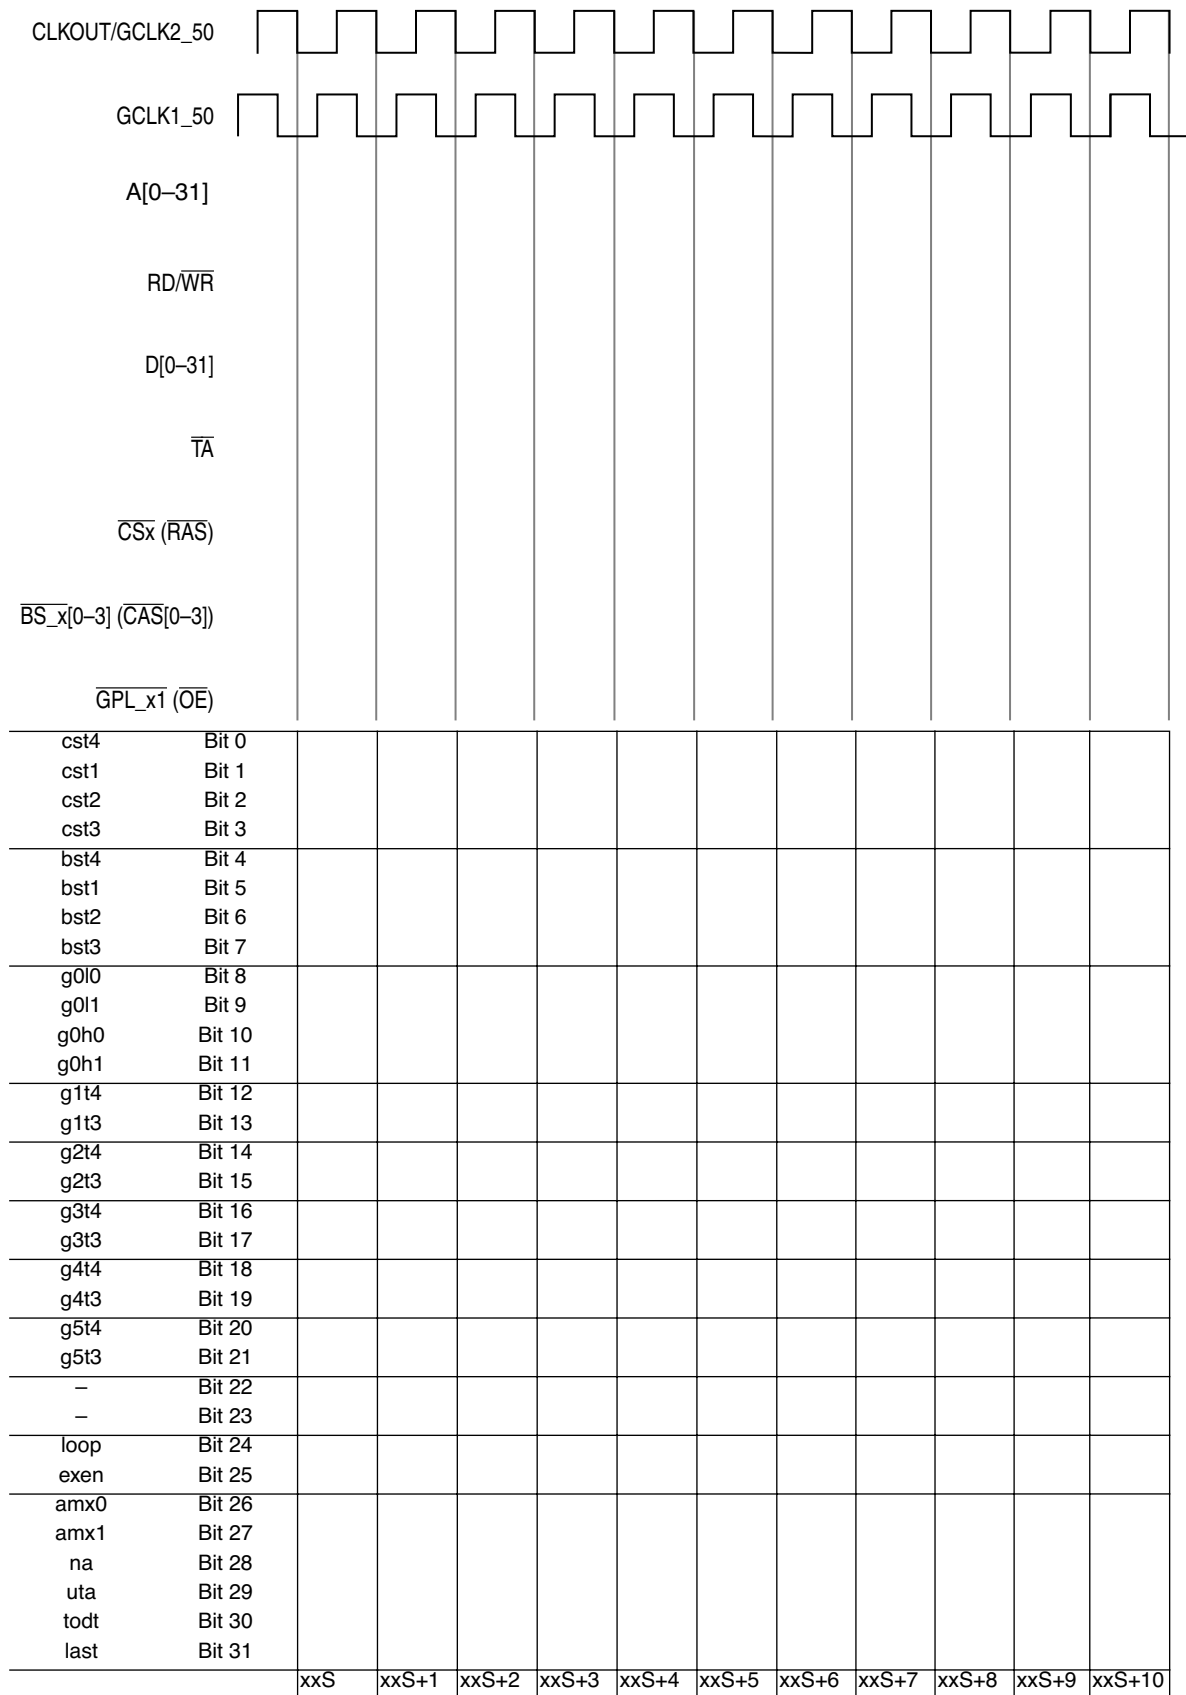 CLKOUT/GCLK2_50
GCLK1_50
A[0–31]
RD/WR
D[0–31]
TA
CSx (RAS)
BS_x[0–3] (CAS[0–3])
GPL_x1 (OE)
cst4 Bit 0
cst1 Bit 1
cst2 Bit 2
cst3 Bit 3
bst4 Bit 4
bst1 Bit 5
bst2 Bit 6
bst3 Bit 7
g0l0 Bit 8
g0l1 Bit 9
g0h0 Bit 10
g0h1 Bit 11
g1t4 Bit 12
g1t3 Bit 13
g2t4 Bit 14
g2t3 Bit 15
g3t4 Bit 16
g3t3 Bit 17
g4t4 Bit 18
g4t3 Bit 19
g5t4 Bit 20
g5t3 Bit 21
– Bit 22
– Bit 23
loop Bit 24
exen Bit 25
amx0 Bit 26
amx1 Bit 27
na Bit 28
uta Bit 29
todt Bit 30
last Bit 31
xxS xxS+1 xxS+2 xxS+3 xxS+4 xxS+5 xxS+6 xxS+7 xxS+8 xxS+9 xxS+10